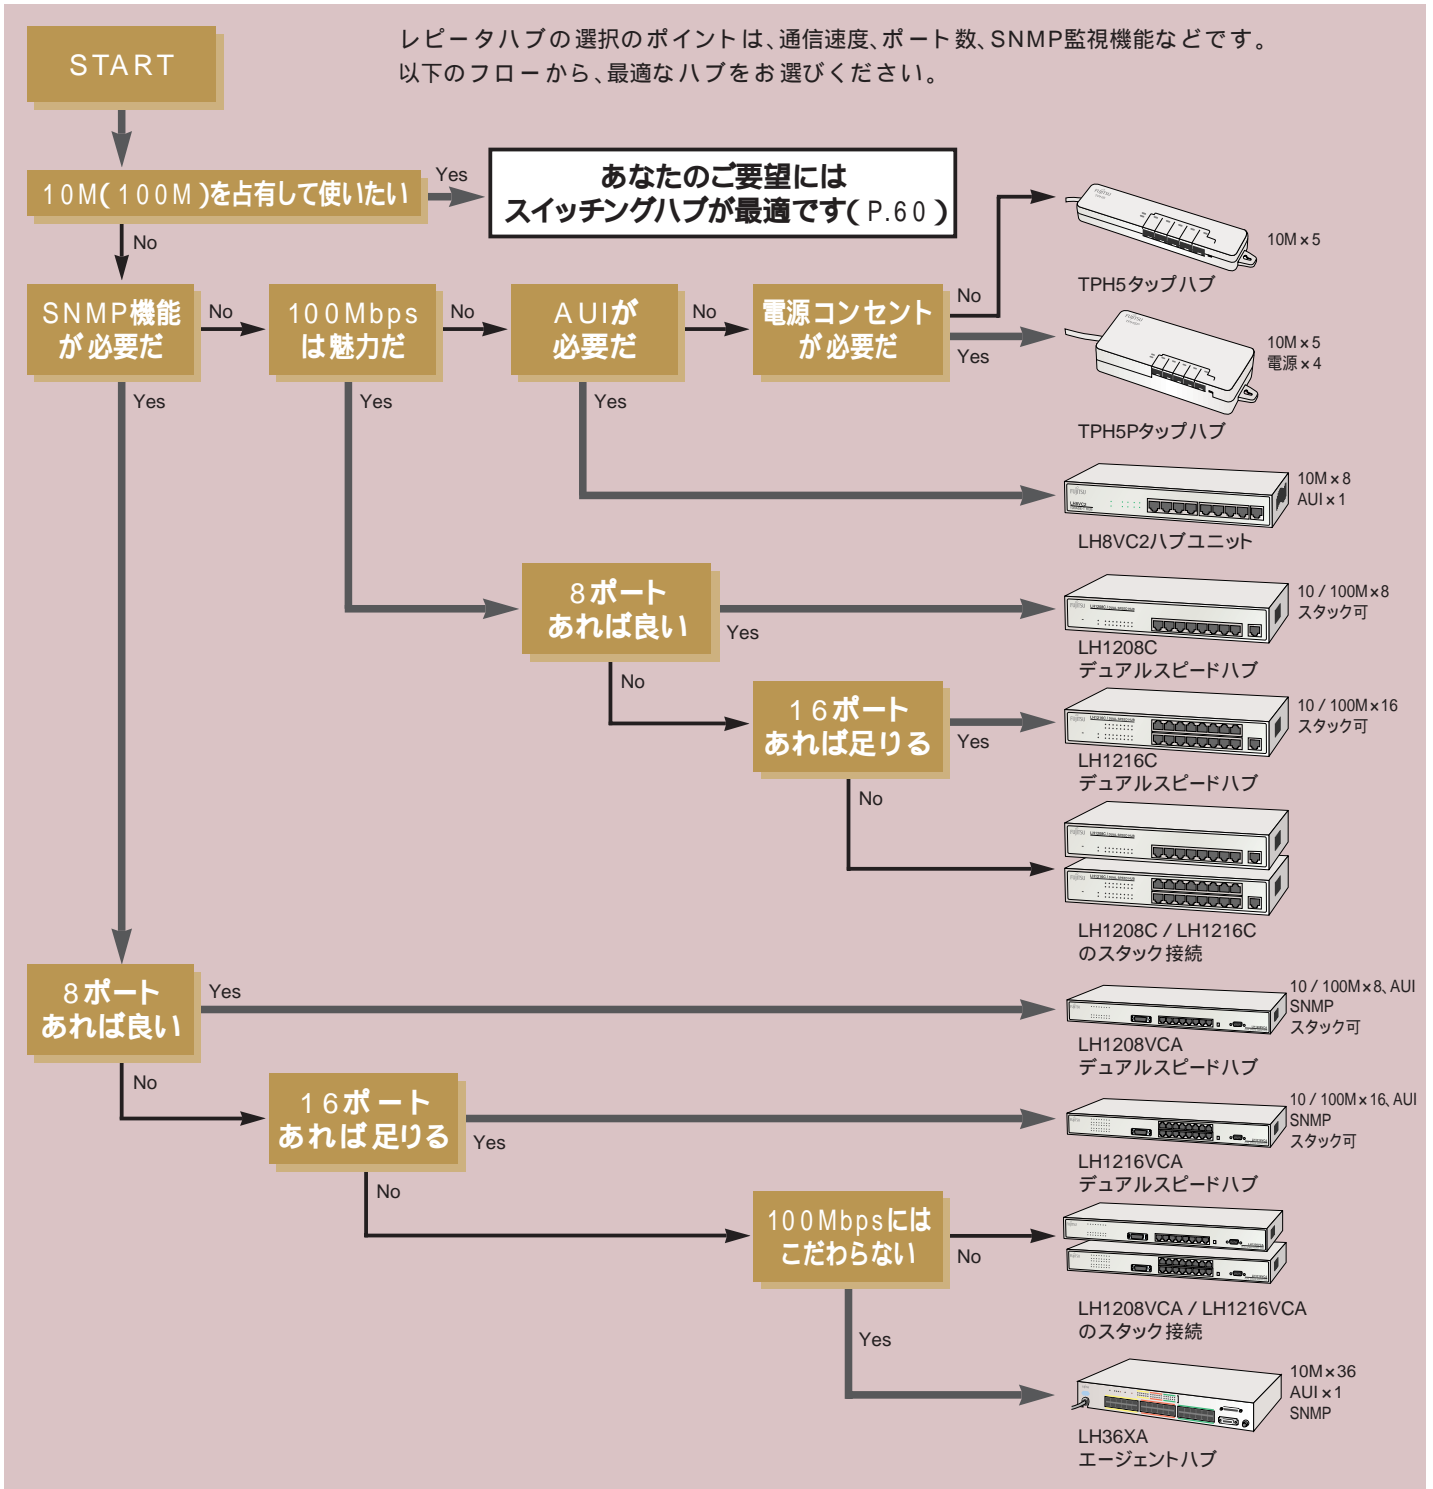 レピータハブの選択のポイントは、通信速度、ポート数、SNMP監視機能などです。
以下のフローから、最適なハブをお選びください。
START
10M(100M)を占有して使いたい
Yes
あなたのご要望には
スイッチングハブが最適です(P.60)
No
SNMP機能
が必要だ
No
100Mbps
は魅力だ
No
AUIが
必要だ
No
電源コンセント
が必要だ
No
Yes
10M×5
TPH5タップハブ
10M×5
電源×4
TPH5Pタップハブ
Yes
Yes
Yes
10M×8
AUI×1
LH8VC2ハブユニット
8ポート
あれば良い
Yes
10/100M×8
スタック可
LH1208C
デュアルスピードハブ
No
16ポート
あれば足りる
Yes
10/100M×16
スタック可
LH1216C
デュアルスピードハブ
No
LH1208C/LH1216C
のスタック接続
8ポート
あれば良い
Yes
10/100M×8、AUI
SNMP
スタック可
LH1208VCA
デュアルスピードハブ
No
16ポート
あれば足りる
Yes
10/100M×16、AUI
SNMP
スタック可
LH1216VCA
デュアルスピードハブ
No
100Mbpsには
こだわらない
No
LH1208VCA/LH1216VCA
のスタック接続
Yes
10M×36
AUI×1
SNMP
LH36XA
エージェントハブ